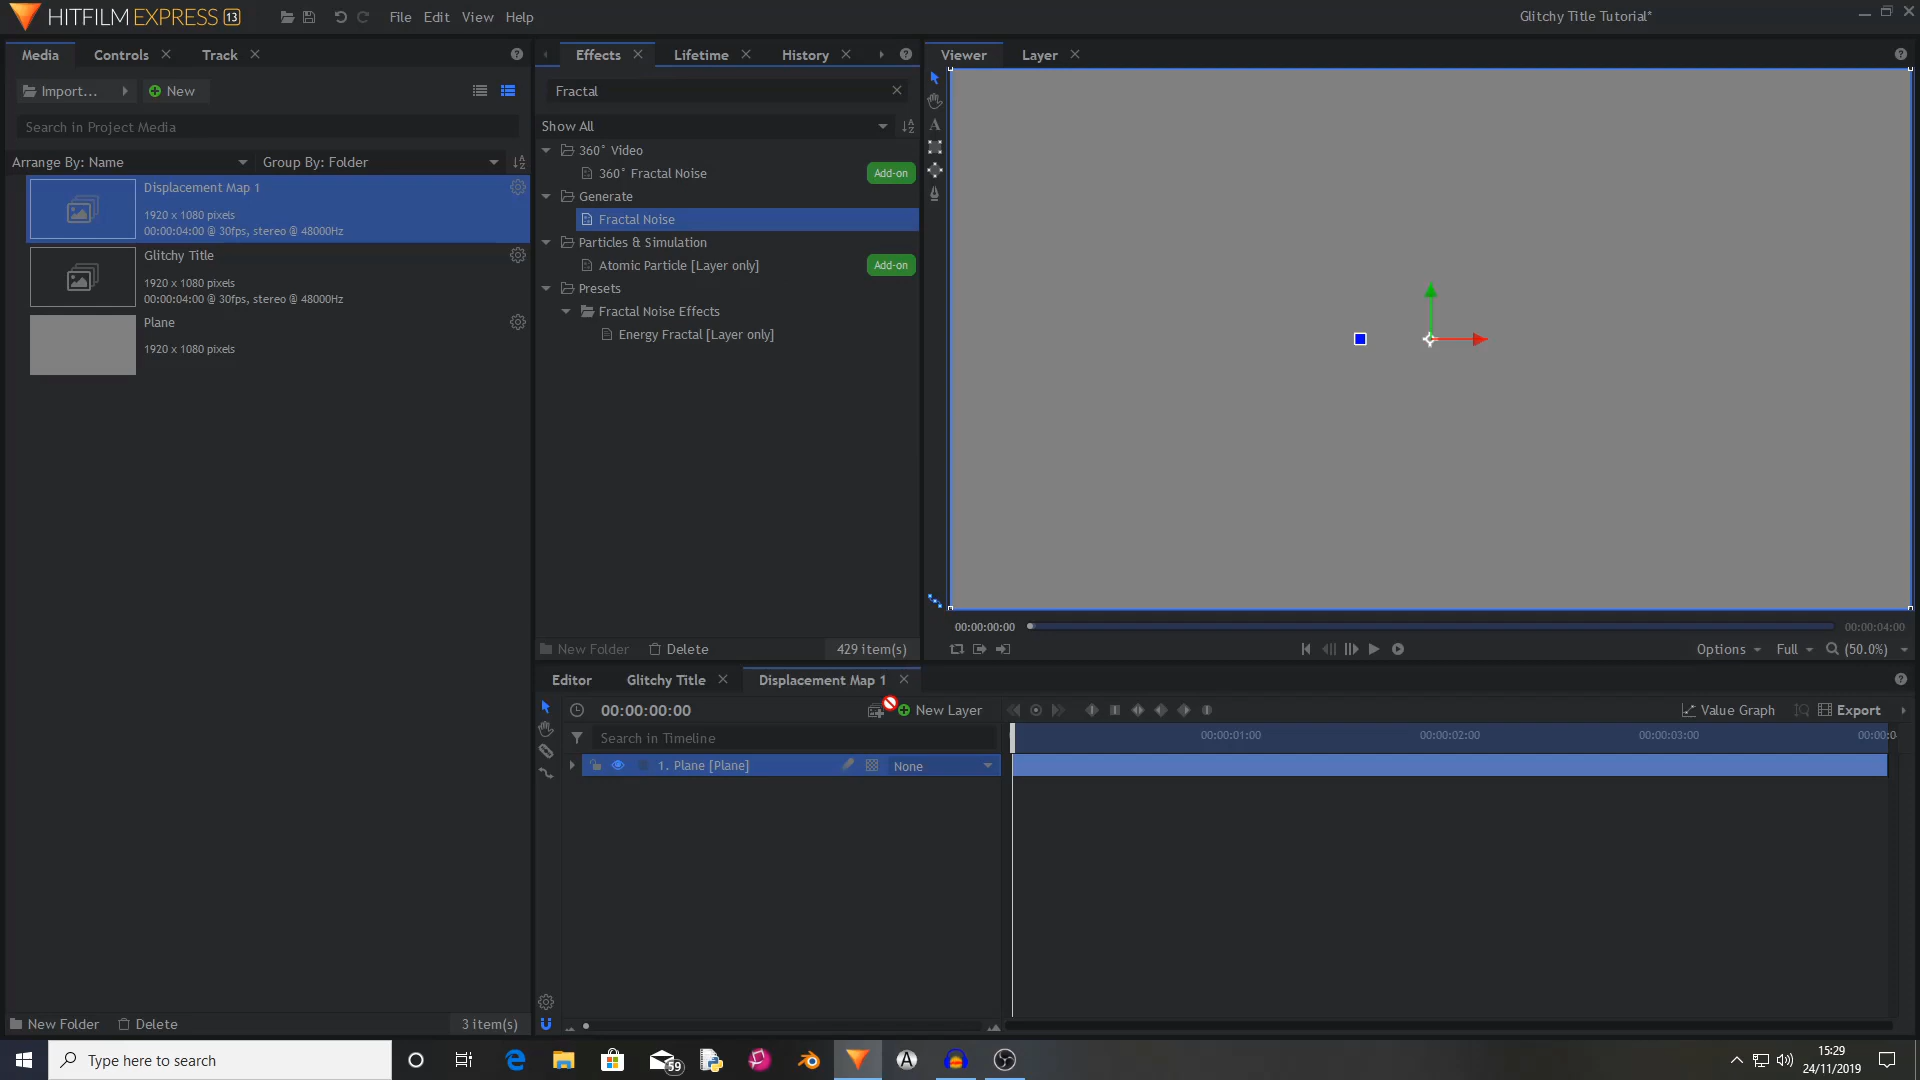 HITFILM EXPRESS 13
File Edit View Help
Glitchy Title Tutorial*
Media Controls Track
Import... New
Search in Project Media
Arrange By: Name Group By: Folder
Displacement Map 1
1920 x 1080 pixels
00:00:04:00 @ 30fps, stereo @ 48000Hz
Glitchy Title
1920 x 1080 pixels
00:00:04:00 @ 30fps, stereo @ 48000Hz
Plane
1920 x 1080 pixels
New Folder Delete 3 item(s)
Effects Lifetime History
Fractal
Show All
360° Video
360° Fractal Noise Add-on
Generate
Fractal Noise
Particles & Simulation
Atomic Particle [Layer only] Add-on
Presets
Fractal Noise Effects
Energy Fractal [Layer only]
New Folder Delete 429 item(s)
Viewer Layer
A
00:00:00:00 00:00:04:00
Options Full (50.0%)
Editor Glitchy Title Displacement Map 1
00:00:00:00 New Layer Value Graph Export
Search in Timeline
00:00:01:00 00:00:02:00 00:00:03:00 00:00:0
1. Plane [Plane] None
Type here to search
59
15:29
24/11/2019